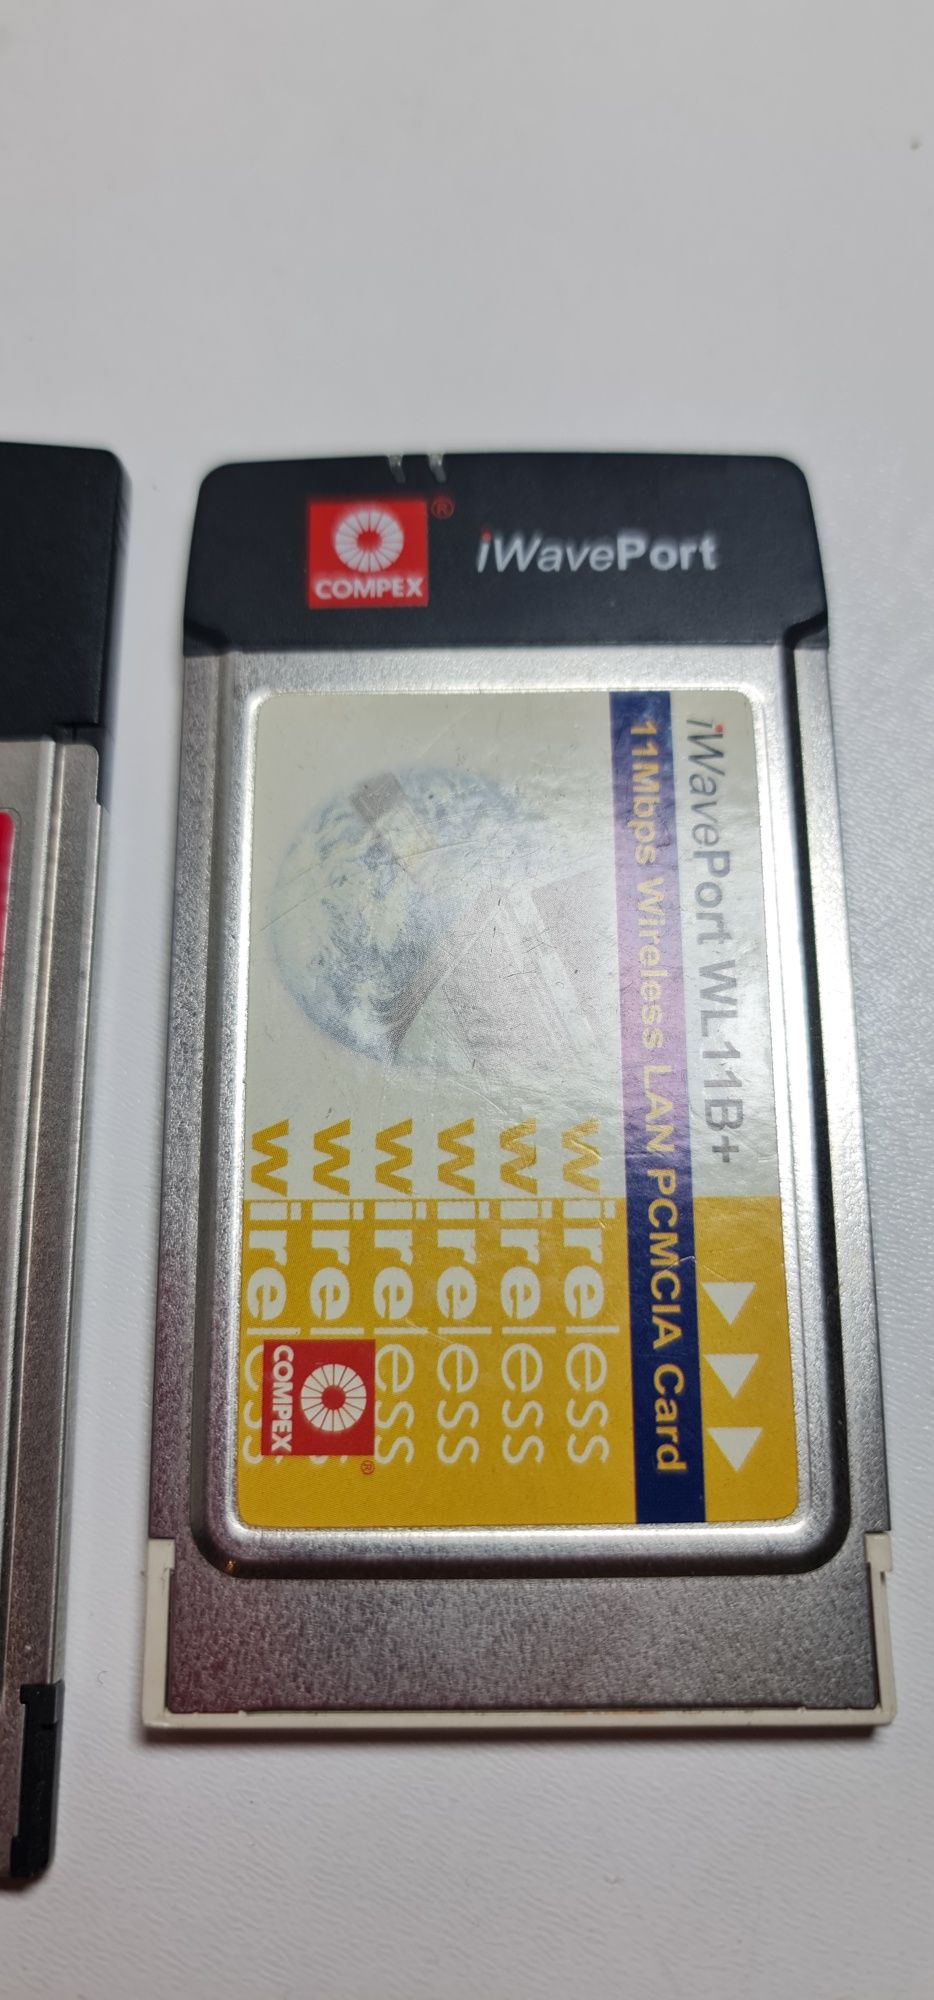 COMPEX ®
iWavePort
iWavePort WL11B+
11Mbps Wireless LAN PCMCIA Card
wireless
wireless
wireless
wireless
wireless
wireless
COMPEX ®